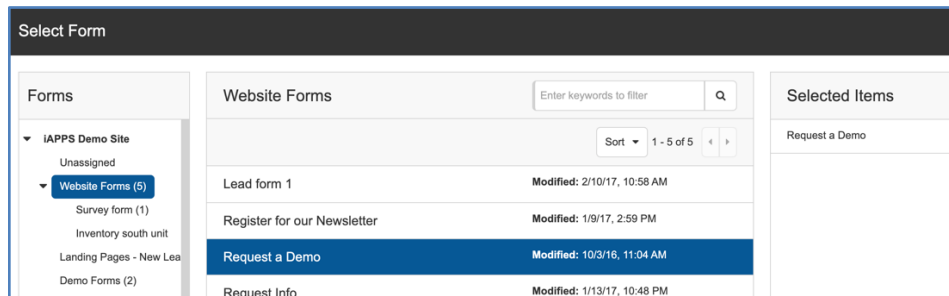 Select Form
Forms
iAPPS Demo Site
Unassigned
Website Forms (5)
Survey form (1)
Inventory south unit
Landing Pages - New Lea
Demo Forms (2)
Website Forms
Enter keywords to filter
Sort 1 - 5 of 5
Lead form 1 Modified: 2/10/17, 10:58 AM
Register for our Newsletter Modified: 1/9/17, 2:59 PM
Request a Demo Modified: 10/3/16, 11:04 AM
Request Info Modified: 1/13/17, 10:48 PM
Selected Items
Request a Demo